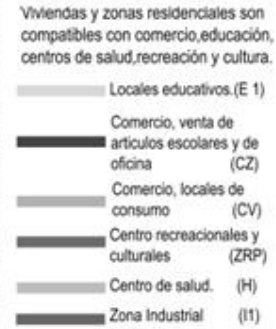 Viviendas y zonas residenciales son
compatibles con comercio,educación,
centros de salud,recreación y cultura.
Locales educativos.(E 1)
Comercio, venta de
articulos escolares y de
oficina (CZ)
Comercio, locales de
consumo (CV)
Centro recreacionales y
culturales (ZRP)
Centro de salud. (H)
Zona Industrial (I1)